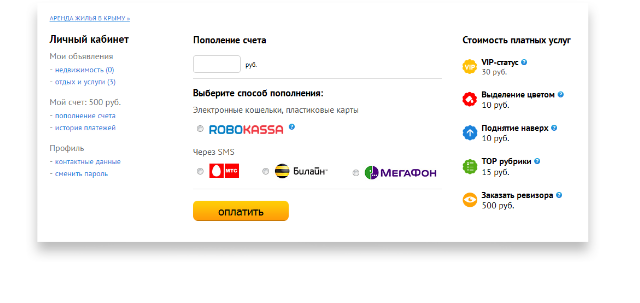 АРЕНДА ЖИЛЬЯ В КРЫМУ »
Личный кабинет
Мои объявления
- недвижимость (0)
- отдых и услуги (3)
Мой счет: 500 руб.
- пополнение счета
- история платежей
Профиль
- контактные данные
- сменить пароль
Пополение счета
руб.
Выберите способ пополнения:
Электронные кошельки, пластиковые карты
ROBOKASSA ?
Через SMS
МТС Билайн МЕГАФОН
оплатить
Стоимость платных услуг
VIP VIP-статус ?
30 руб.
Выделение цветом ?
10 руб.
Поднятие наверх ?
10 руб.
TOP рубрики ?
15 руб.
Заказать ревизора ?
500 руб.